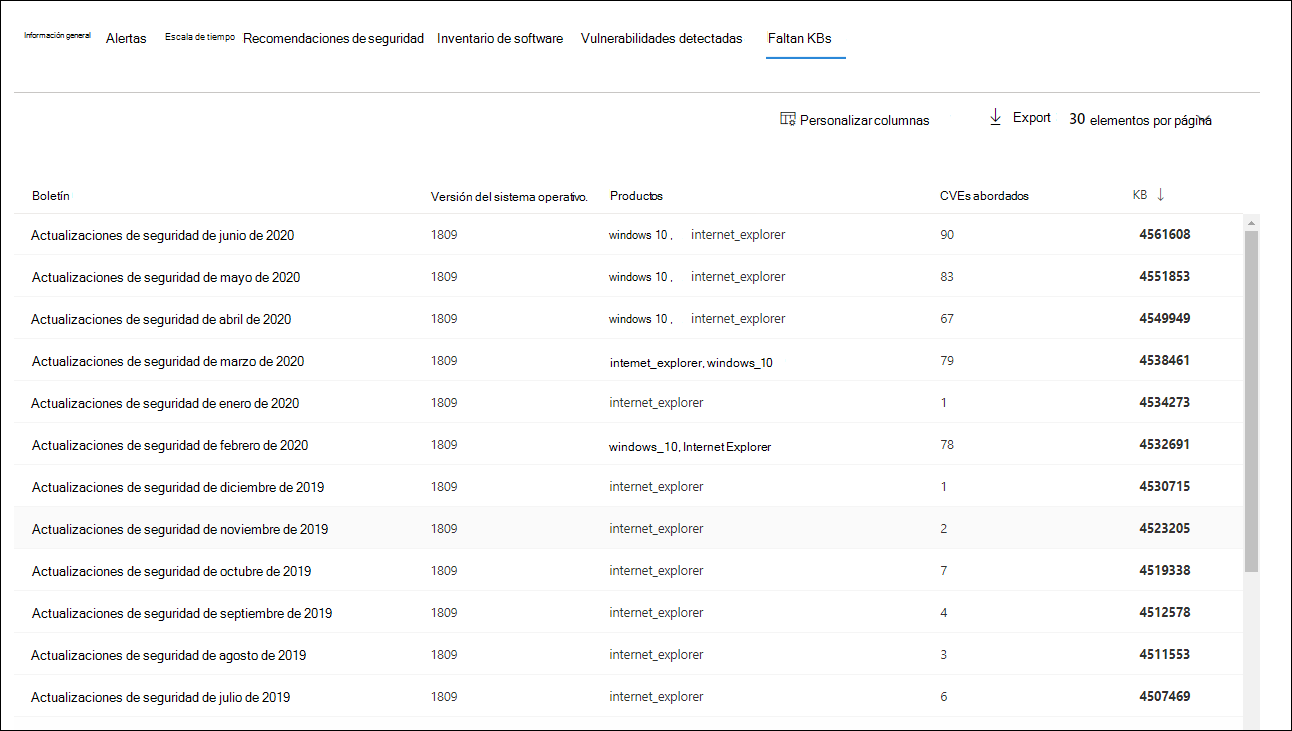 Información general Alertas Escala de tiempo Recomendaciones de seguridad Inventario de software Vulnerabilidades detectadas Faltan KBs
Personalizar columnas Export 30 elementos por página
Boletín Versión del sistema operativo. Productos CVEs abordados KB
Actualizaciones de seguridad de junio de 2020 1809 windows 10 , internet_explorer 90 4561608
Actualizaciones de seguridad de mayo de 2020 1809 windows 10 , internet_explorer 83 4551853
Actualizaciones de seguridad de abril de 2020 1809 windows 10 , internet_explorer 67 4549949
Actualizaciones de seguridad de marzo de 2020 1809 internet_explorer, windows_10 79 4538461
Actualizaciones de seguridad de enero de 2020 1809 internet_explorer 1 4534273
Actualizaciones de seguridad de febrero de 2020 1809 windows_10, Internet Explorer 78 4532691
Actualizaciones de seguridad de diciembre de 2019 1809 internet_explorer 1 4530715
Actualizaciones de seguridad de noviembre de 2019 1809 internet_explorer 2 4523205
Actualizaciones de seguridad de octubre de 2019 1809 internet_explorer 7 4519338
Actualizaciones de seguridad de septiembre de 2019 1809 internet_explorer 4 4512578
Actualizaciones de seguridad de agosto de 2019 1809 internet_explorer 3 4511553
Actualizaciones de seguridad de julio de 2019 1809 internet_explorer 6 4507469